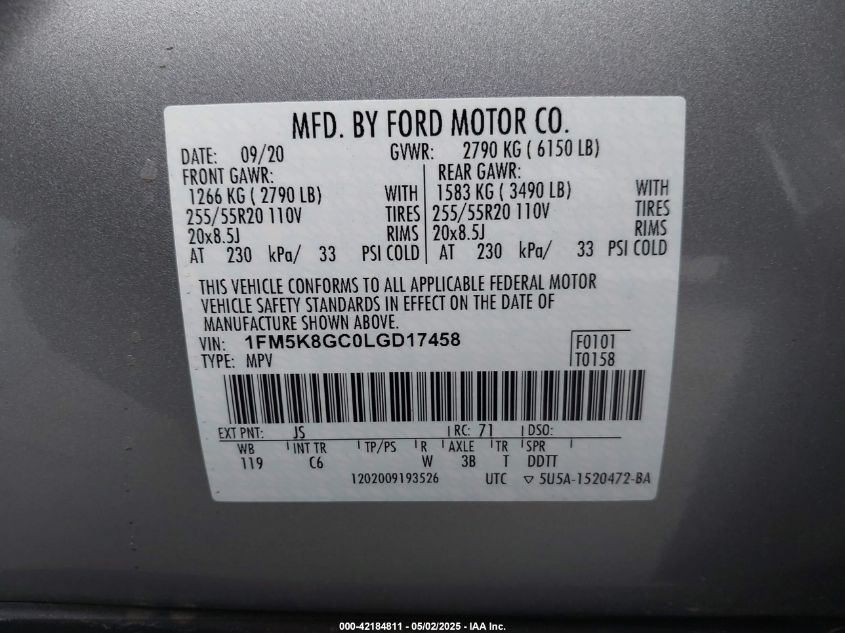 MFD. BY FORD MOTOR CO.
DATE: 09/20 GVWR: 2790 KG ( 6150 LB)
FRONT GAWR: REAR GAWR:
1266 KG ( 2790 LB) WITH 1583 KG ( 3490 LB) WITH
255/55R20 110V TIRES 255/55R20 110V TIRES
20x8.5J RIMS 20x8.5J RIMS
AT 230 kPa/ 33 PSI COLD AT 230 kPa/ 33 PSI COLD
THIS VEHICLE CONFORMS TO ALL APPLICABLE FEDERAL MOTOR
VEHICLE SAFETY STANDARDS IN EFFECT ON THE DATE OF
MANUFACTURE SHOWN ABOVE.
VIN: 1FM5K8GC0LGD17458 F0101
TYPE: MPV T0158
EXT PNT: JS RC: 71 DSO:
WB INT TR TP/PS R AXLE TR SPR
119 C6 W 3B T DDTT
1202009193526 UTC ▽ 5U5A-1520472-BA
000-42184811 - 05/02/2025 - IAA Inc.